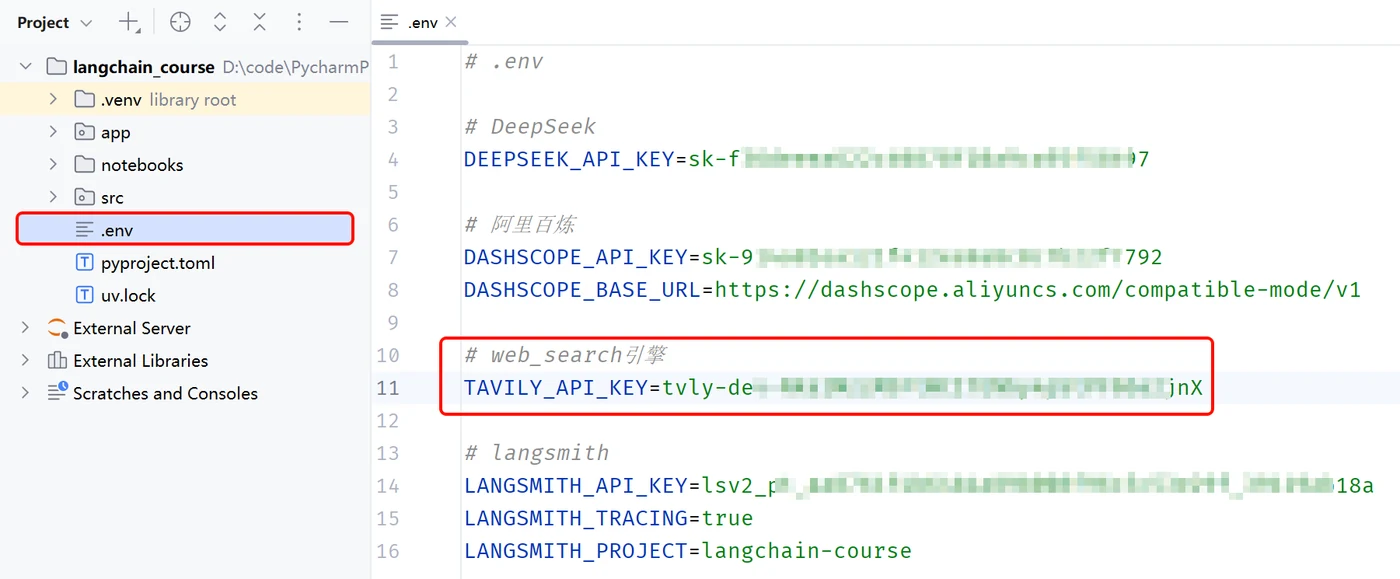 Project
langchain_course D:\code\PycharmP
.venv library root
app
notebooks
src
.env
pyproject.toml
uv.lock
External Server
External Libraries
Scratches and Consoles
.env
1 # .env
2
3 # DeepSeek
4 DEEPSEEK_API_KEY=sk-f 97
5
6 # 阿里百炼
7 DASHSCOPE_API_KEY=sk-9 792
8 DASHSCOPE_BASE_URL=https://dashscope.aliyuncs.com/compatible-mode/v1
9
10 # web_search引擎
11 TAVILY_API_KEY=tvly-de jnX
12
13 # langsmith
14 LANGSMITH_API_KEY=lsv2_p 18a
15 LANGSMITH_TRACING=true
16 LANGSMITH_PROJECT=langchain-course